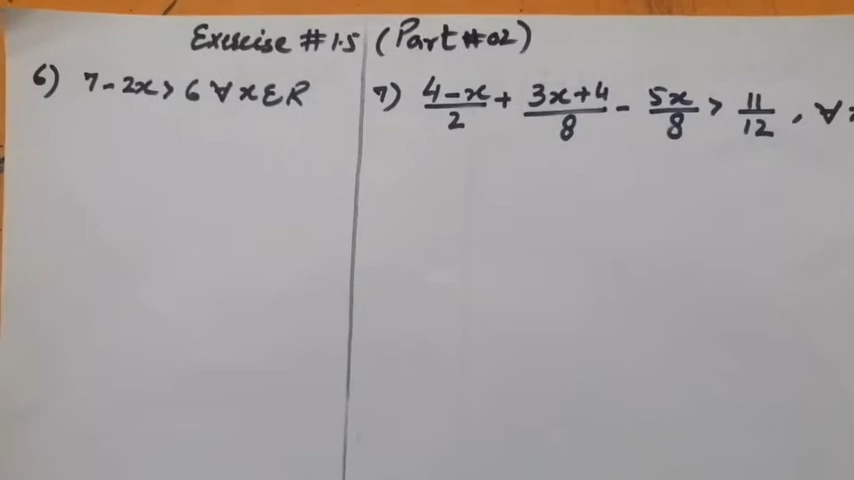 Exercise #1.5 (Part #02)
6) 7-2x > 6 ∀ x ε R
7) 4-x/2 + 3x+4/8 - 5x/8 > 11/12 , ∀